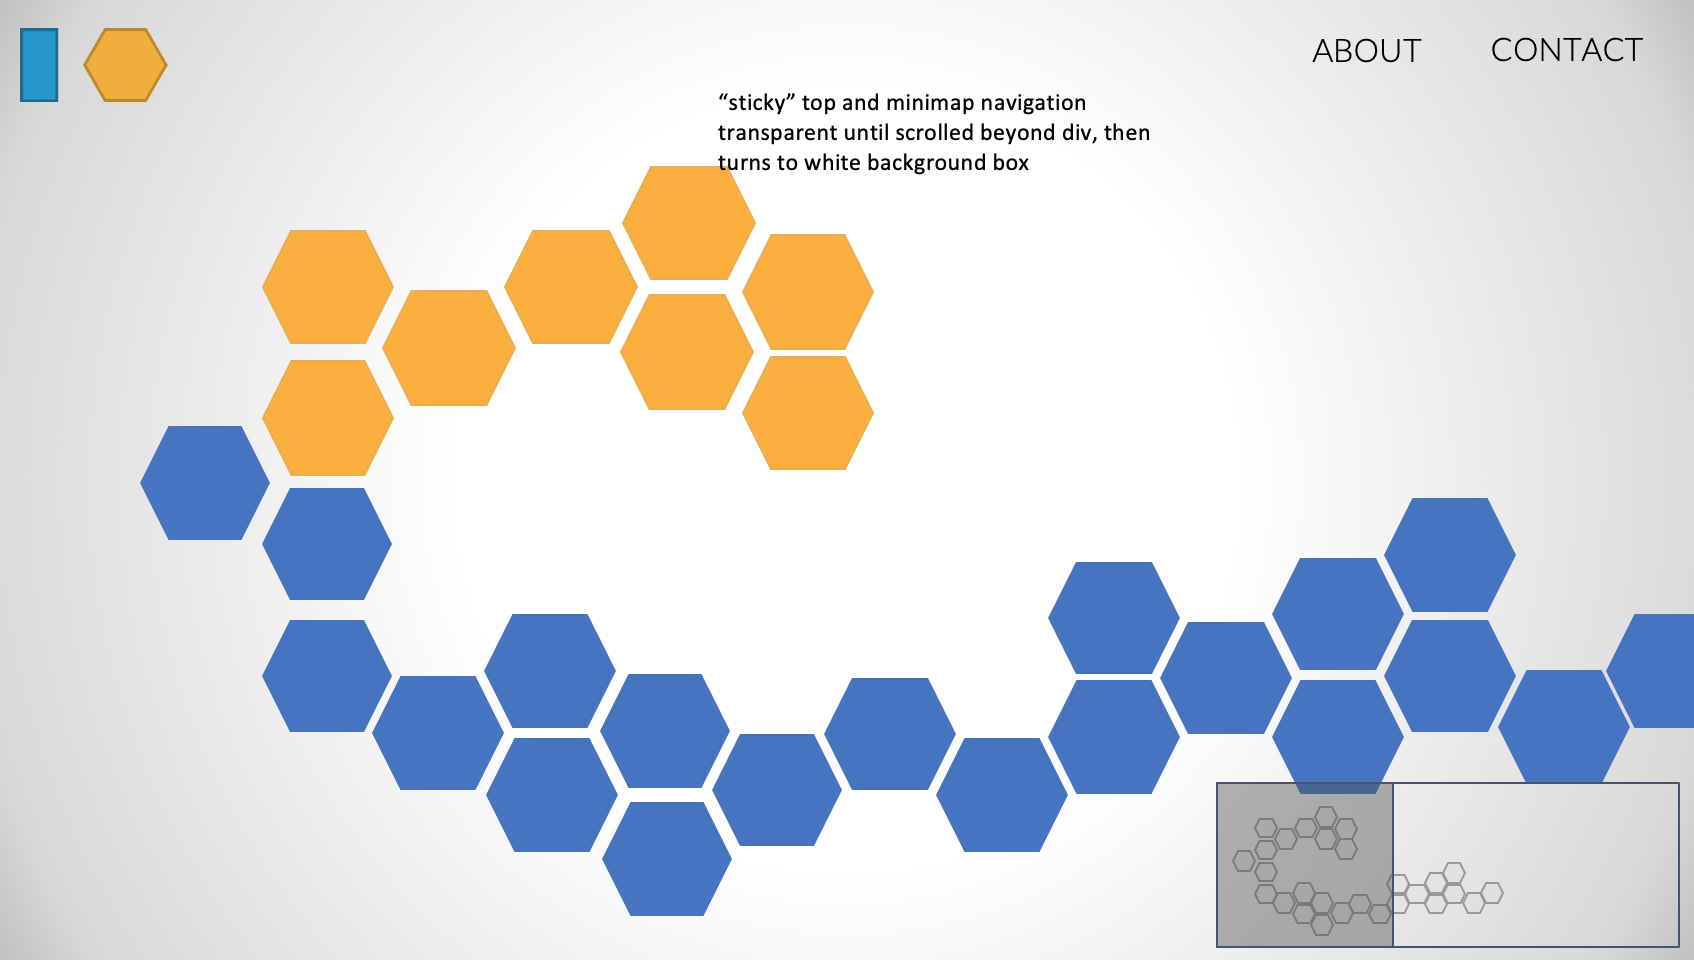 ABOUT CONTACT
“sticky” top and minimap navigation
transparent until scrolled beyond div, then
turns to white background box